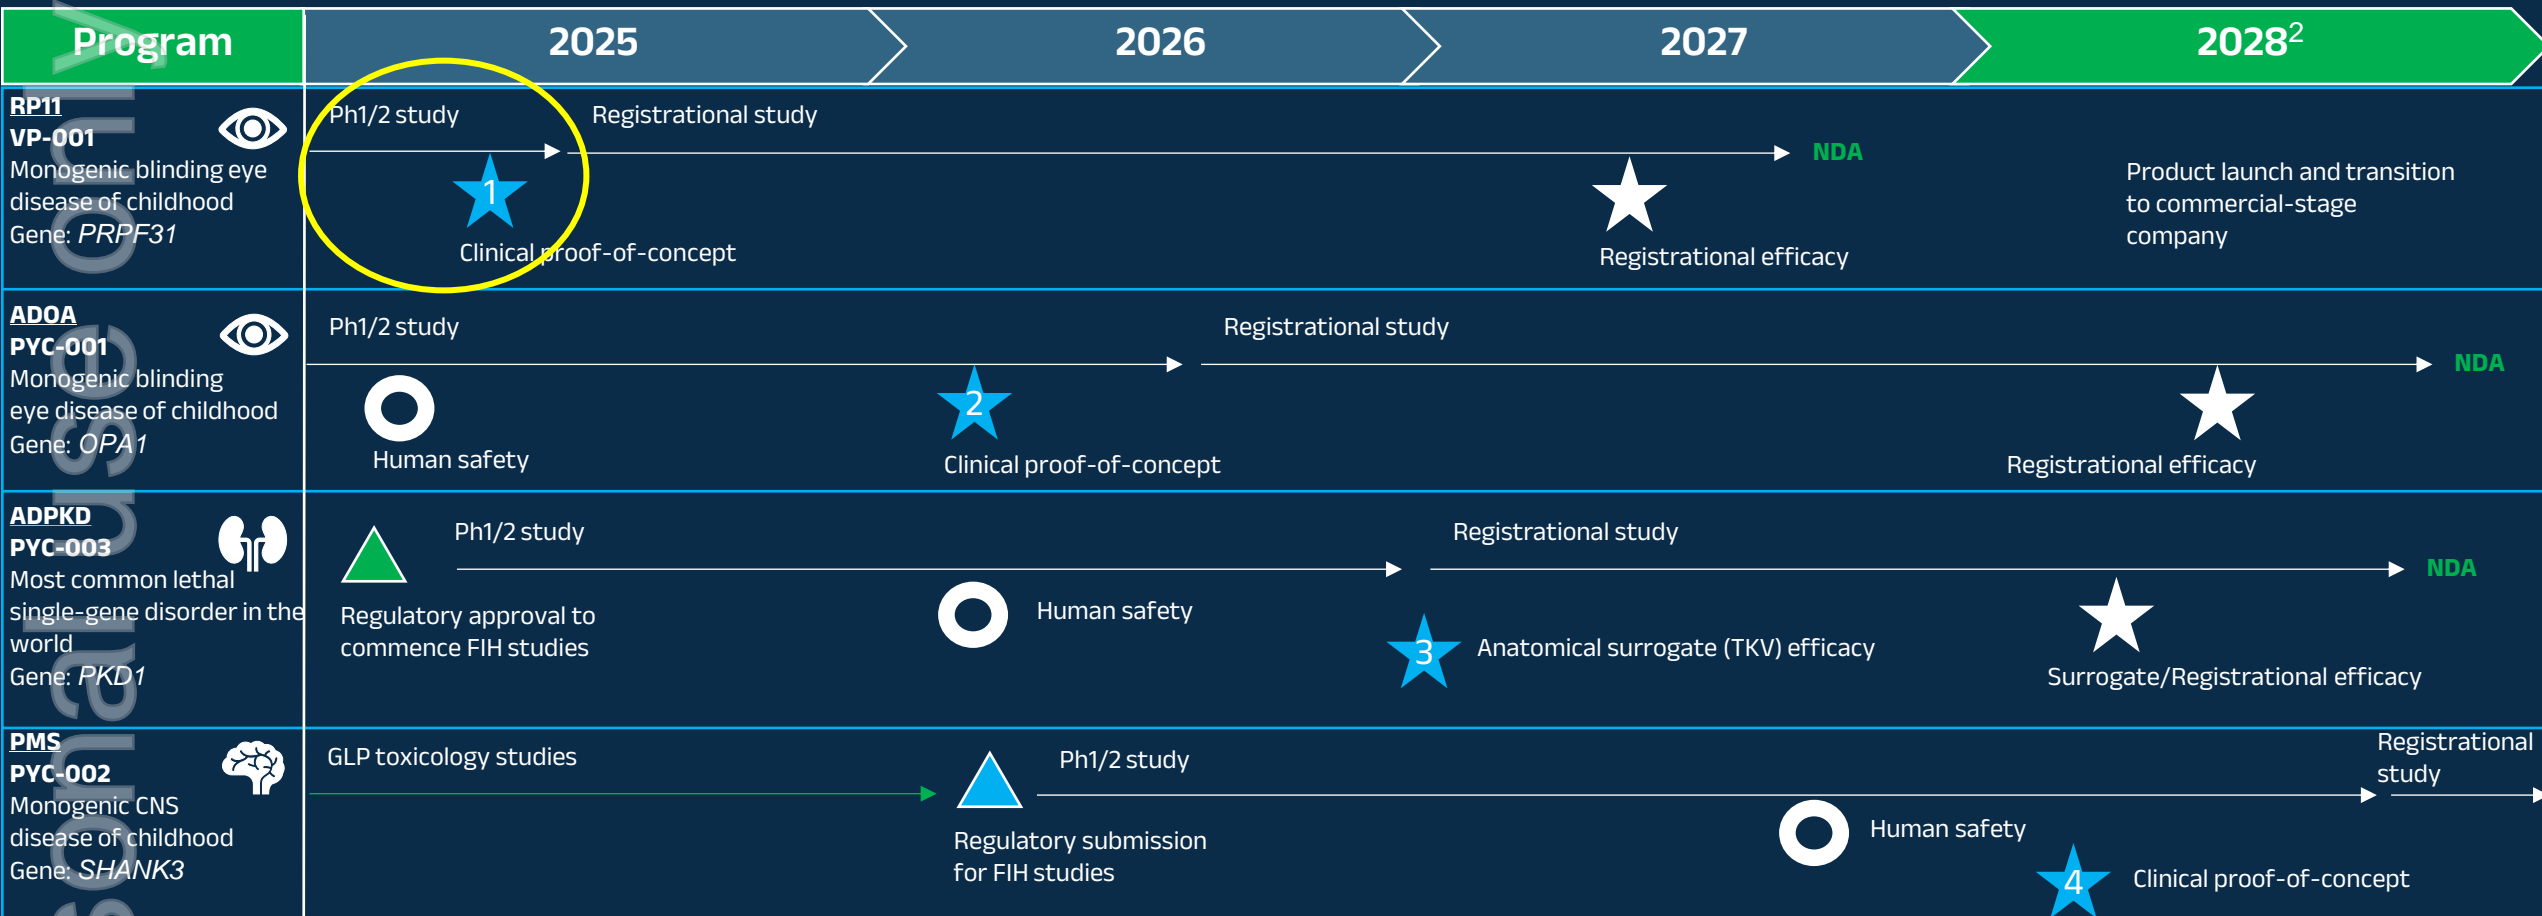 Program
2025
2026
2027
2028²
RP11
VP-001
Monogenic blinding eye
disease of childhood
Gene: PRPF31
Ph1/2 study
Registrational study
NDA
1
Clinical proof-of-concept
Registrational efficacy
Product launch and transition
to commercial-stage
company
ADOA
PYC-001
Monogenic blinding
eye disease of childhood
Gene: OPA1
Ph1/2 study
Registrational study
NDA
Human safety
2
Clinical proof-of-concept
Registrational efficacy
ADPKD
PYC-003
Most common lethal
single-gene disorder in the
world
Gene: PKD1
Ph1/2 study
Registrational study
NDA
Regulatory approval to
commence FIH studies
Human safety
3
Anatomical surrogate (TKV) efficacy
Surrogate/Registrational efficacy
PMS
PYC-002
Monogenic CNS
disease of childhood
Gene: SHANK3
GLP toxicology studies
Ph1/2 study
Registrational
study
Regulatory submission
for FIH studies
Human safety
4
Clinical proof-of-concept
sonal use only